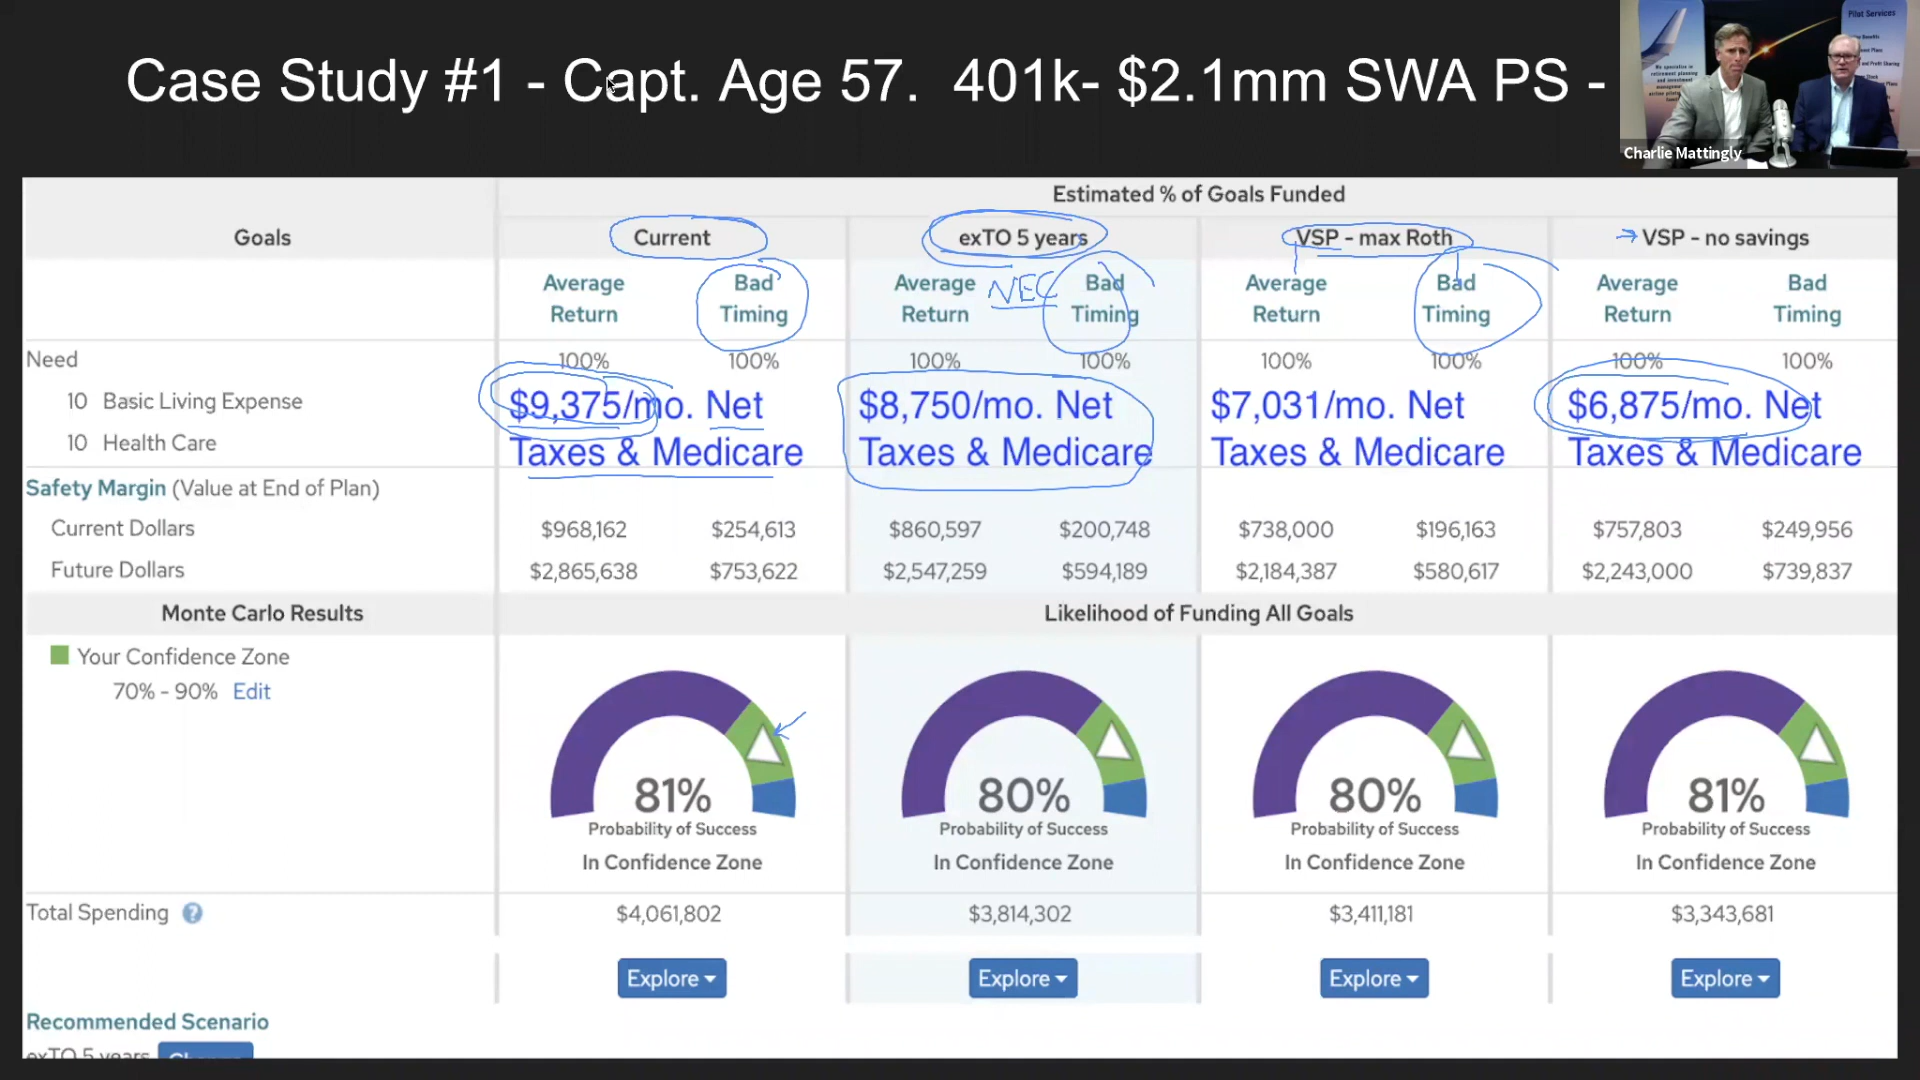 Case Study #1 - Capt. Age 57. 401k- $2.1mm SWA PS -
Pilot Services
Charlie Mattingly
Estimated % of Goals Funded
Goals
Current
exTO 5 years
VSP - max Roth
→ VSP - no savings
Average Return
Bad Timing
Average Return
NEC
Bad Timing
Average Return
Bad Timing
Average Return
Bad Timing
Need
100% 100% 100% 100% 100% 100% 100% 100%
10 Basic Living Expense
10 Health Care
$9,375/mo. Net
Taxes & Medicare
$8,750/mo. Net
Taxes & Medicare
$7,031/mo. Net
Taxes & Medicare
$6,875/mo. Net
Taxes & Medicare
Safety Margin (Value at End of Plan)
Current Dollars $968,162 $254,613 $860,597 $200,748 $738,000 $196,163 $757,803 $249,956
Future Dollars $2,865,638 $753,622 $2,547,259 $594,189 $2,184,387 $580,617 $2,243,000 $739,837
Monte Carlo Results Likelihood of Funding All Goals
Your Confidence Zone
70% - 90% Edit
81% 80% 80% 81%
Probability of Success Probability of Success Probability of Success Probability of Success
In Confidence Zone In Confidence Zone In Confidence Zone In Confidence Zone
Total Spending ? $4,061,802 $3,814,302 $3,411,181 $3,343,681
Explore Explore Explore Explore
Recommended Scenario
exTO 5 years